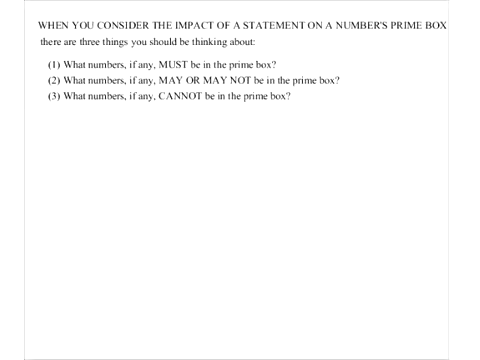 WHEN YOU CONSIDER THE IMPACT OF A STATEMENT ON A NUMBER'S PRIME BOX
there are three things you should be thinking about:
(1) What numbers, if any, MUST be in the prime box?
(2) What numbers, if any, MAY OR MAY NOT be in the prime box?
(3) What numbers, if any, CANNOT be in the prime box?